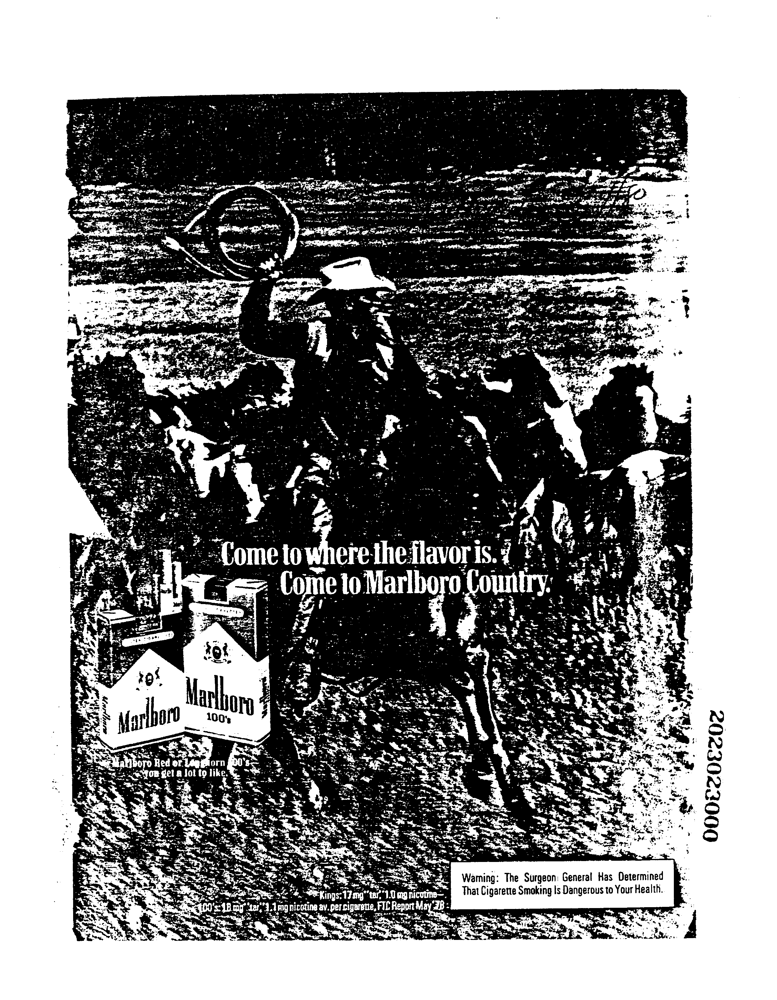 Come to where the flavor is.
Come to Marlboro Country.
Marlboro
Marlboro
100's
Marlboro Red or Longhorn 100's
you get a lot to like.
Kings: 17 mg "tar," 1.0 mg nicotine
100's: 18 mg "tar," 1.1 mg nicotine av. per cigarette, FTC Report May '78
Warning: The Surgeon General Has Determined
That Cigarette Smoking Is Dangerous to Your Health.
2023023000